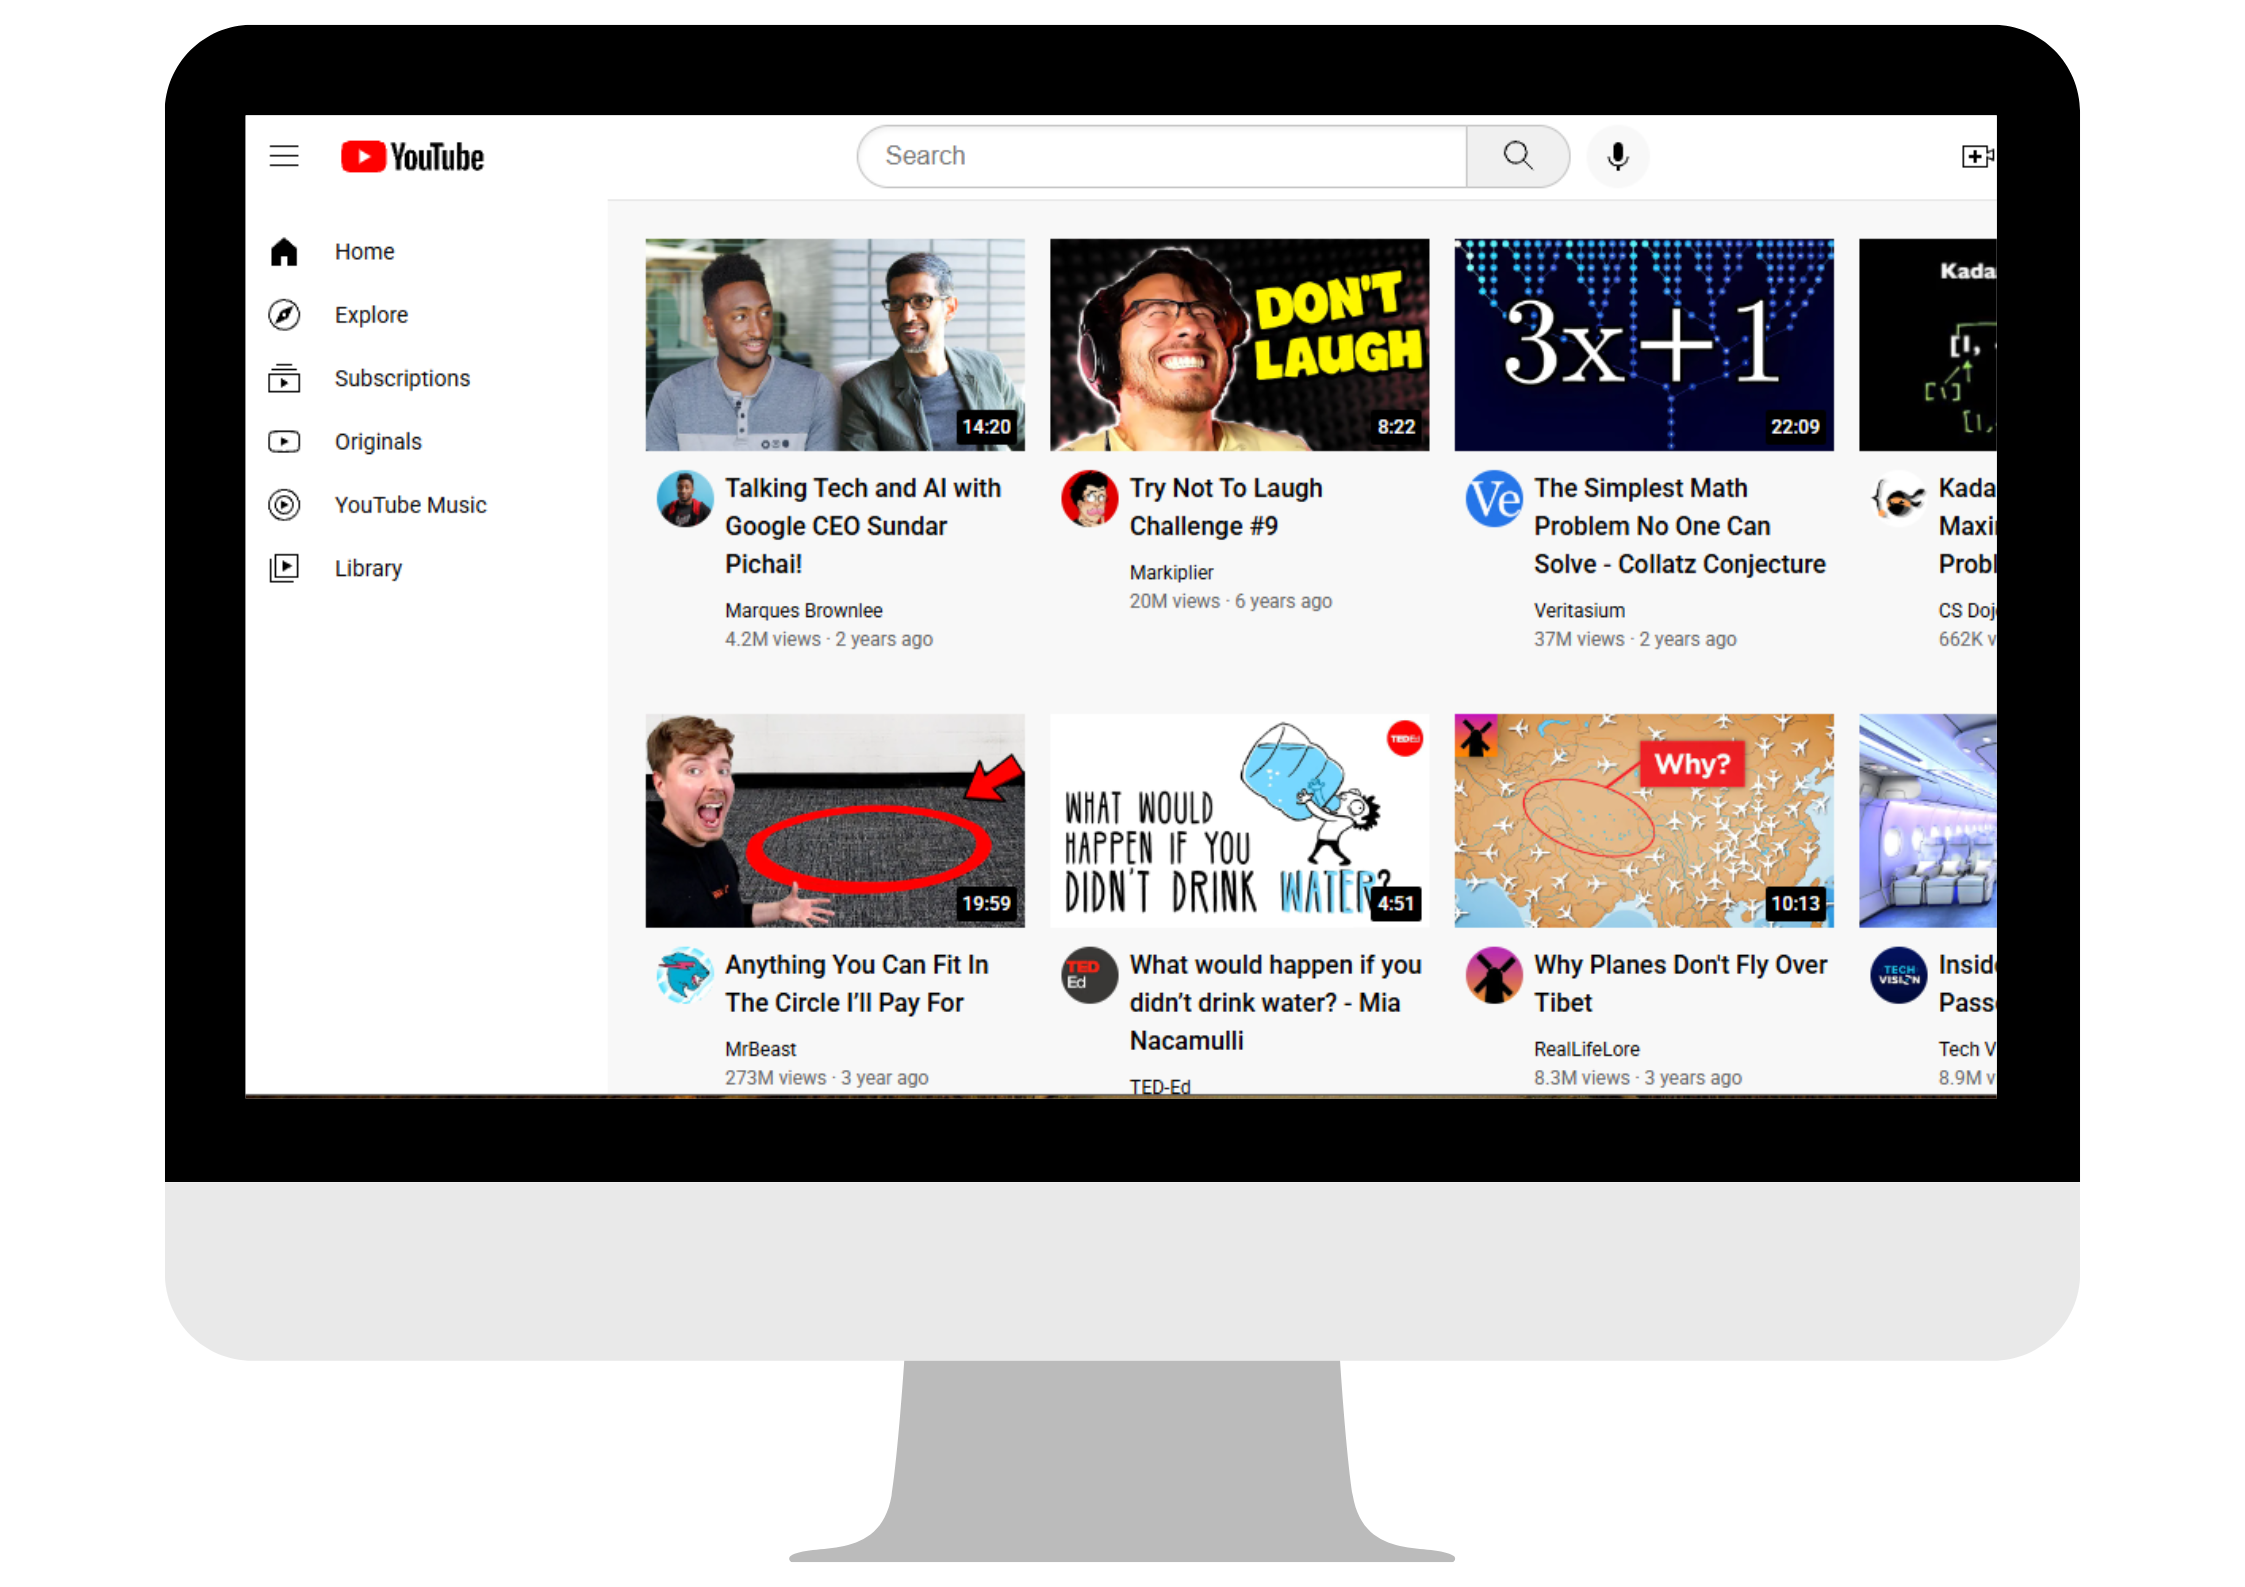 YouTube
Search
Home
Explore
Subscriptions
Originals
YouTube Music
Library
14:20
Talking Tech and AI with
Google CEO Sundar
Pichai!
Marques Brownlee
4.2M views · 2 years ago
DON'T
LAUGH
8:22
Try Not To Laugh
Challenge #9
Markiplier
20M views · 6 years ago
3x+1
22:09
Ve
The Simplest Math
Problem No One Can
Solve - Collatz Conjecture
Veritasium
37M views · 2 years ago
Kada
[1,
[1]
[1,
Kada
Maxi
Probl
CS Doj
662K v
19:59
Anything You Can Fit In
The Circle I'll Pay For
MrBeast
273M views · 3 year ago
TEDEd
WHAT WOULD
HAPPEN IF YOU
DIDN'T DRINK WATER?
4:51
TED
Ed
What would happen if you
didn’t drink water? - Mia
Nacamulli
TED-Ed
Why?
10:13
Why Planes Don't Fly Over
Tibet
RealLifeLore
8.3M views · 3 years ago
TECH
VISION
Insid
Pass
Tech V
8.9M v